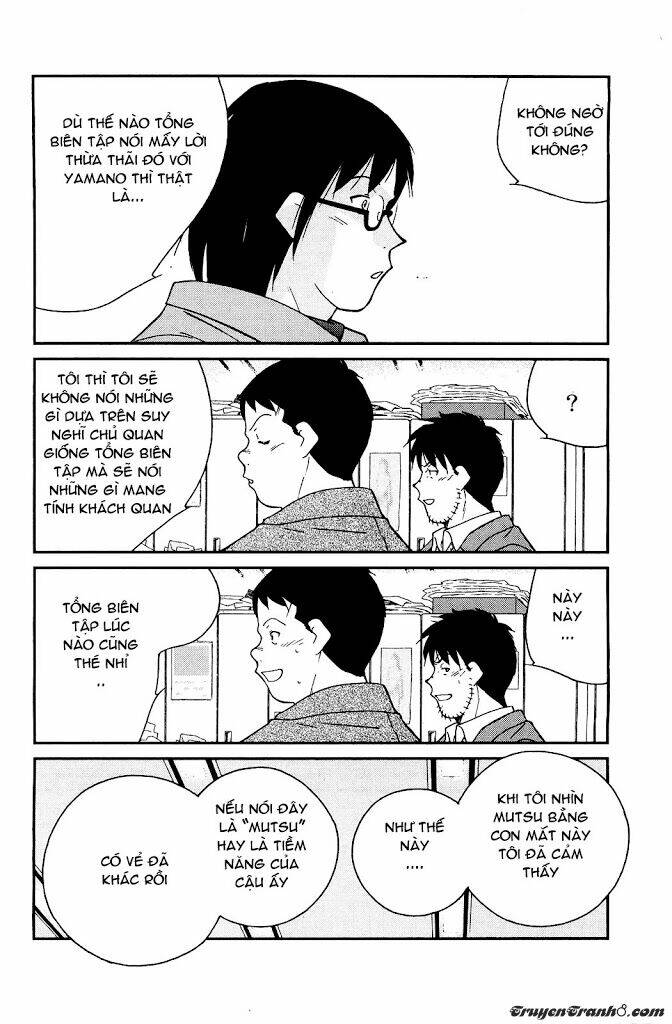 KHÔNG NGỜ
TỚI ĐÚNG
KHÔNG?
DÙ THẾ NÀO TỔNG
BIÊN TẬP NÓI MẤY LỜI
THỪA THÃI ĐÓ VỚI
YAMANO THÌ THẬT
LÀ...
?
TÔI THÌ TÔI SẼ
KHÔNG NÓI NHỮNG
GÌ DỰA TRÊN SUY
NGHĨ CHỦ QUAN
GIỐNG TỔNG BIÊN
TẬP MÀ SẼ NÓI
NHỮNG GÌ MANG
TÍNH KHÁCH QUAN
NÀY
NÀY
...
TỔNG BIÊN
TẬP LÚC
NÀO CŨNG
THẾ NHỈ
..
KHI TÔI NHÌN
MUTSU BẰNG
CON MẮT NÀY
TÔI ĐÃ CẢM
THẤY
NHƯ THẾ
NÀY
....
NẾU NÓI ĐÂY
LÀ "MUTSU"
HAY LÀ TIỀM
NĂNG CỦA
CẬU ẤY
CÓ VẺ ĐÃ
KHÁC RỒI
TruyenTranh8.com